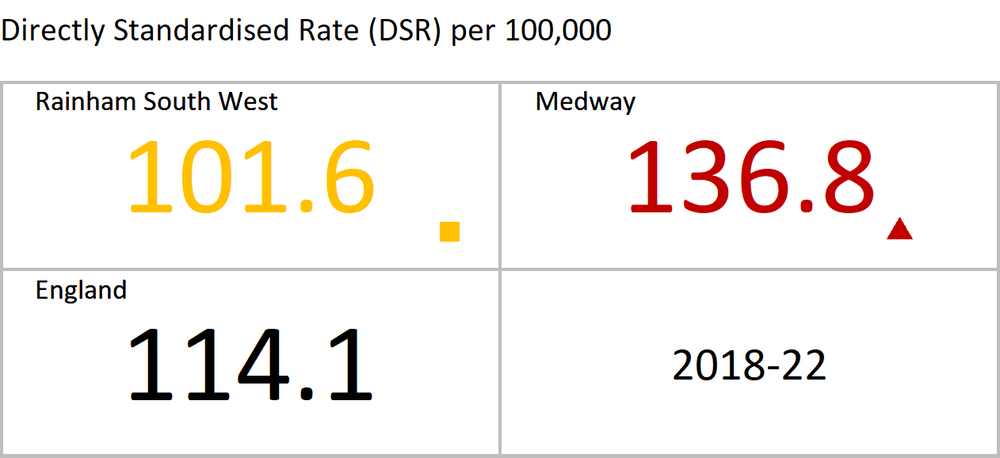 Directly Standardised Rate (DSR) per 100,000
Rainham South West
101.6
Medway
136.8
England
114.1
2018-22